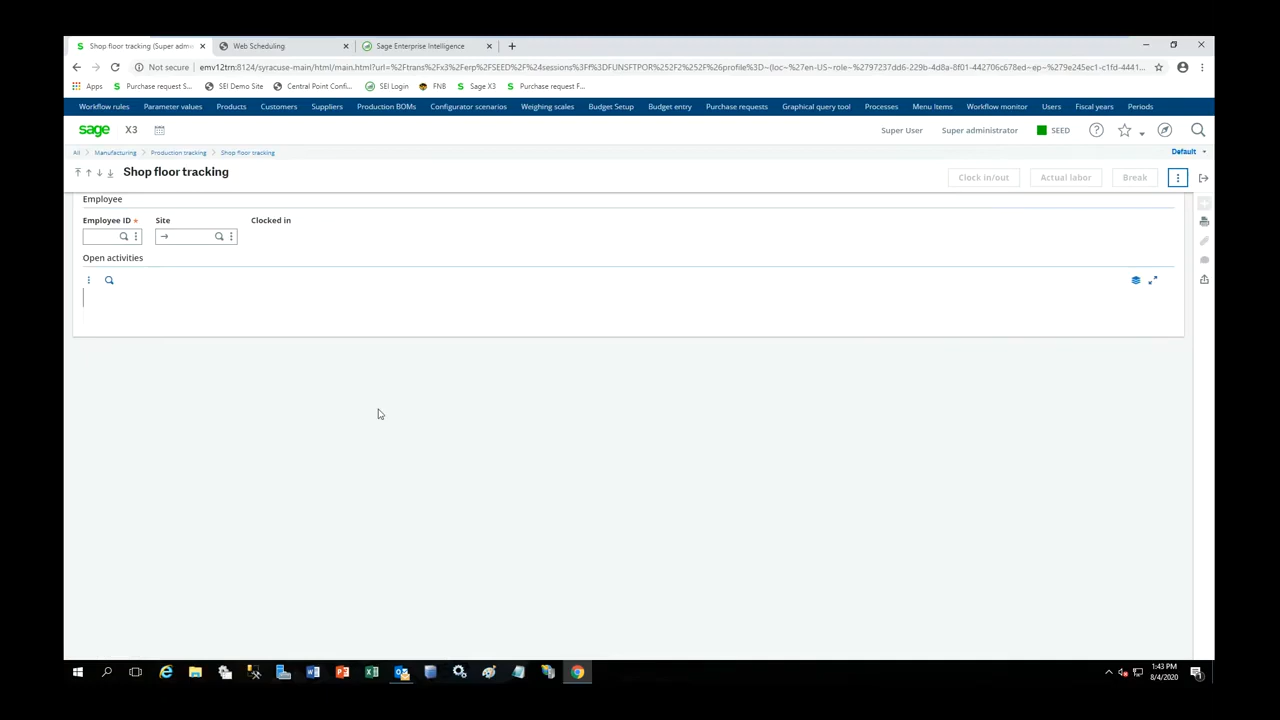 Shop floor tracking (Super adm
Web Scheduling
Sage Enterprise Intelligence
Not secure
emv12trn:8124/syracuse-main/html/main.html?url=%2Ftrans%2Fx3%2Ferp%2FSEED%2F%24sessions%3Ff%3DFUNSFTPOR%252F2%252F%26profile%3D~(loc~%27en-US~role~%2797237dd6-229b-4d8a-8f01-442706c678ed~ep~%279e245ec1-c1fd-4441...
Apps
Purchase request S...
SEI Demo Site
Central Point Confi...
SEI Login
FNB
Sage X3
Purchase request F...
Workflow rules
Parameter values
Products
Customers
Suppliers
Production BOMs
Configurator scenarios
Weighing scales
Budget Setup
Budget entry
Purchase requests
Graphical query tool
Processes
Menu Items
Workflow monitor
Users
Fiscal years
Periods
sage X3
Super User
Super administrator
SEED
All
Manufacturing
Production tracking
Shop floor tracking
Default
Shop floor tracking
Clock in/out
Actual labor
Break
Employee
Employee ID *
Site
Clocked in
Open activities
1:43 PM
8/4/2020